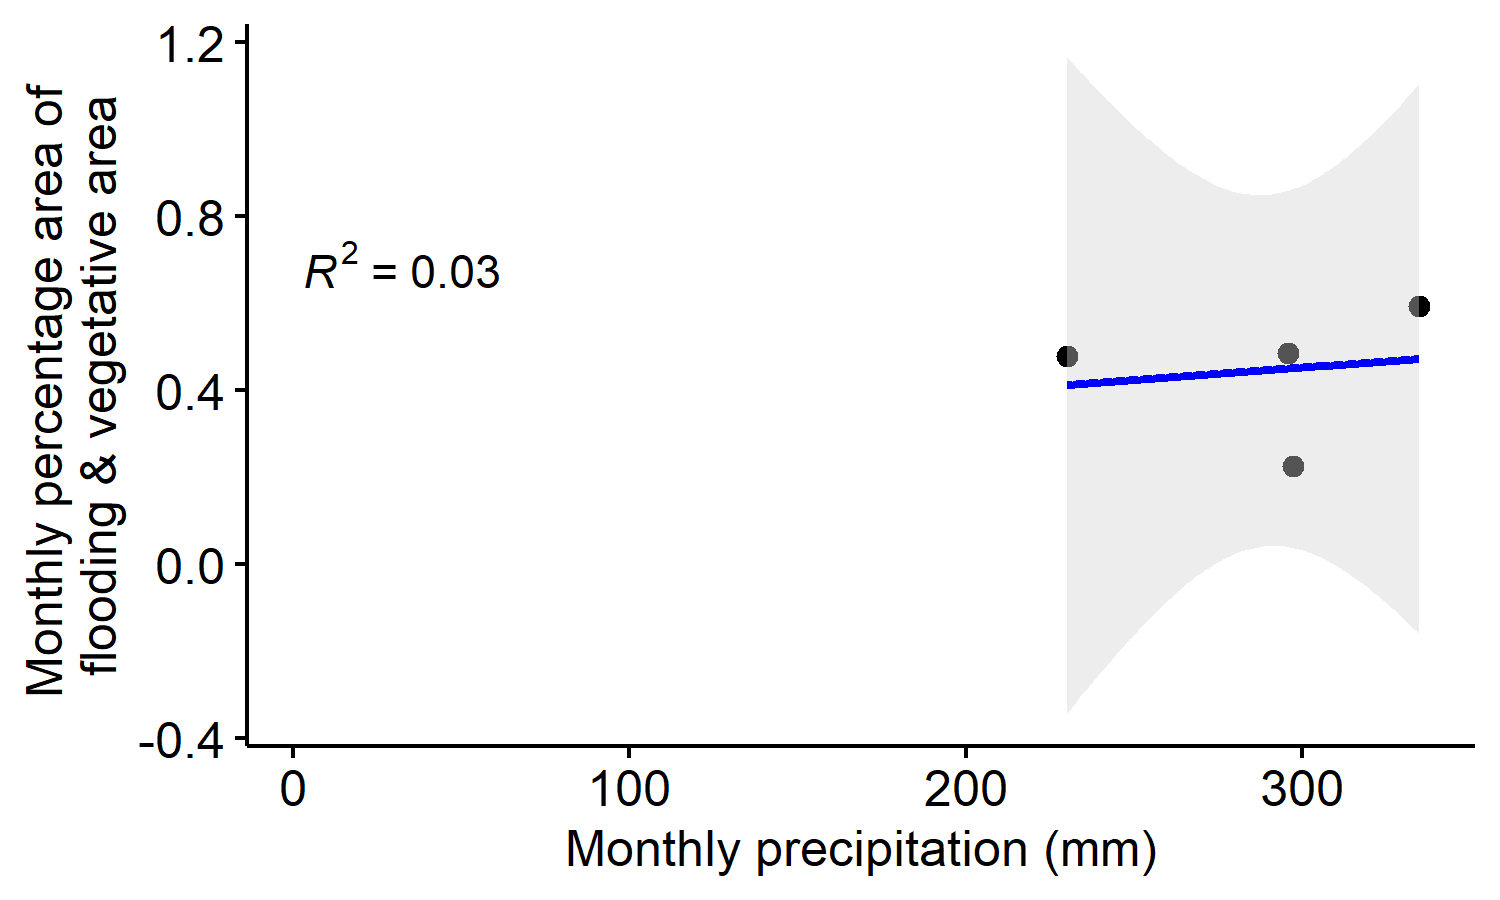 Monthly percentage area of
flooding & vegetative area
1.2
0.8
0.4
0.0
-0.4
R² = 0.03
0 100 200 300
Monthly precipitation (mm)